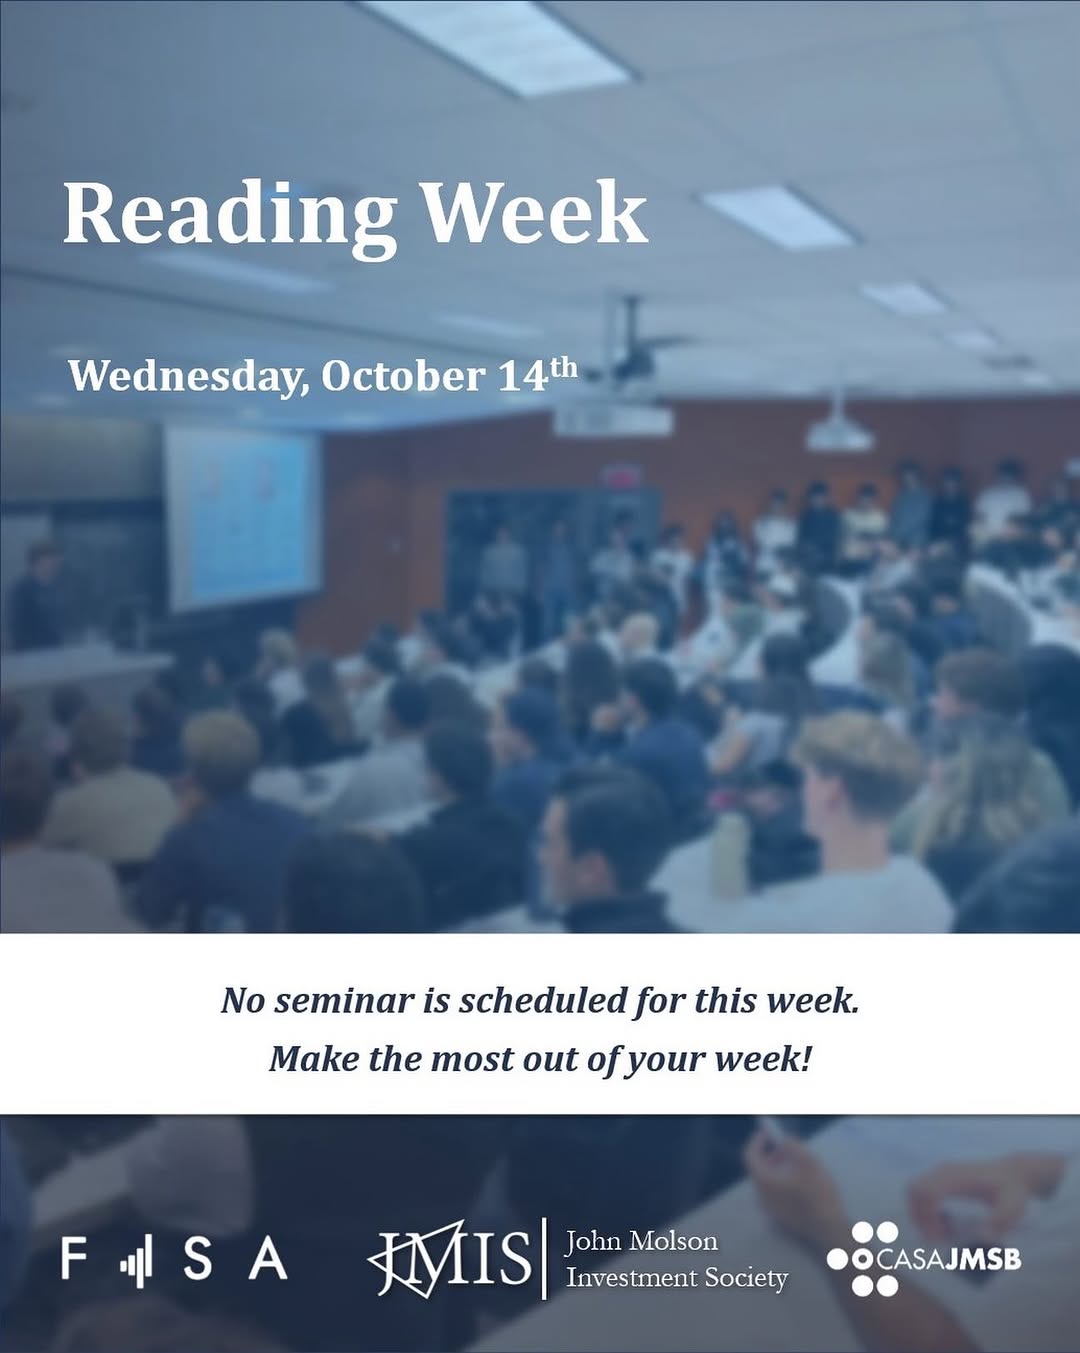 Reading Week
Wednesday, October 14th
No seminar is scheduled for this week.
Make the most out of your week!
F SA
JMIS
John Molson
Investment Society
CASAJMSB